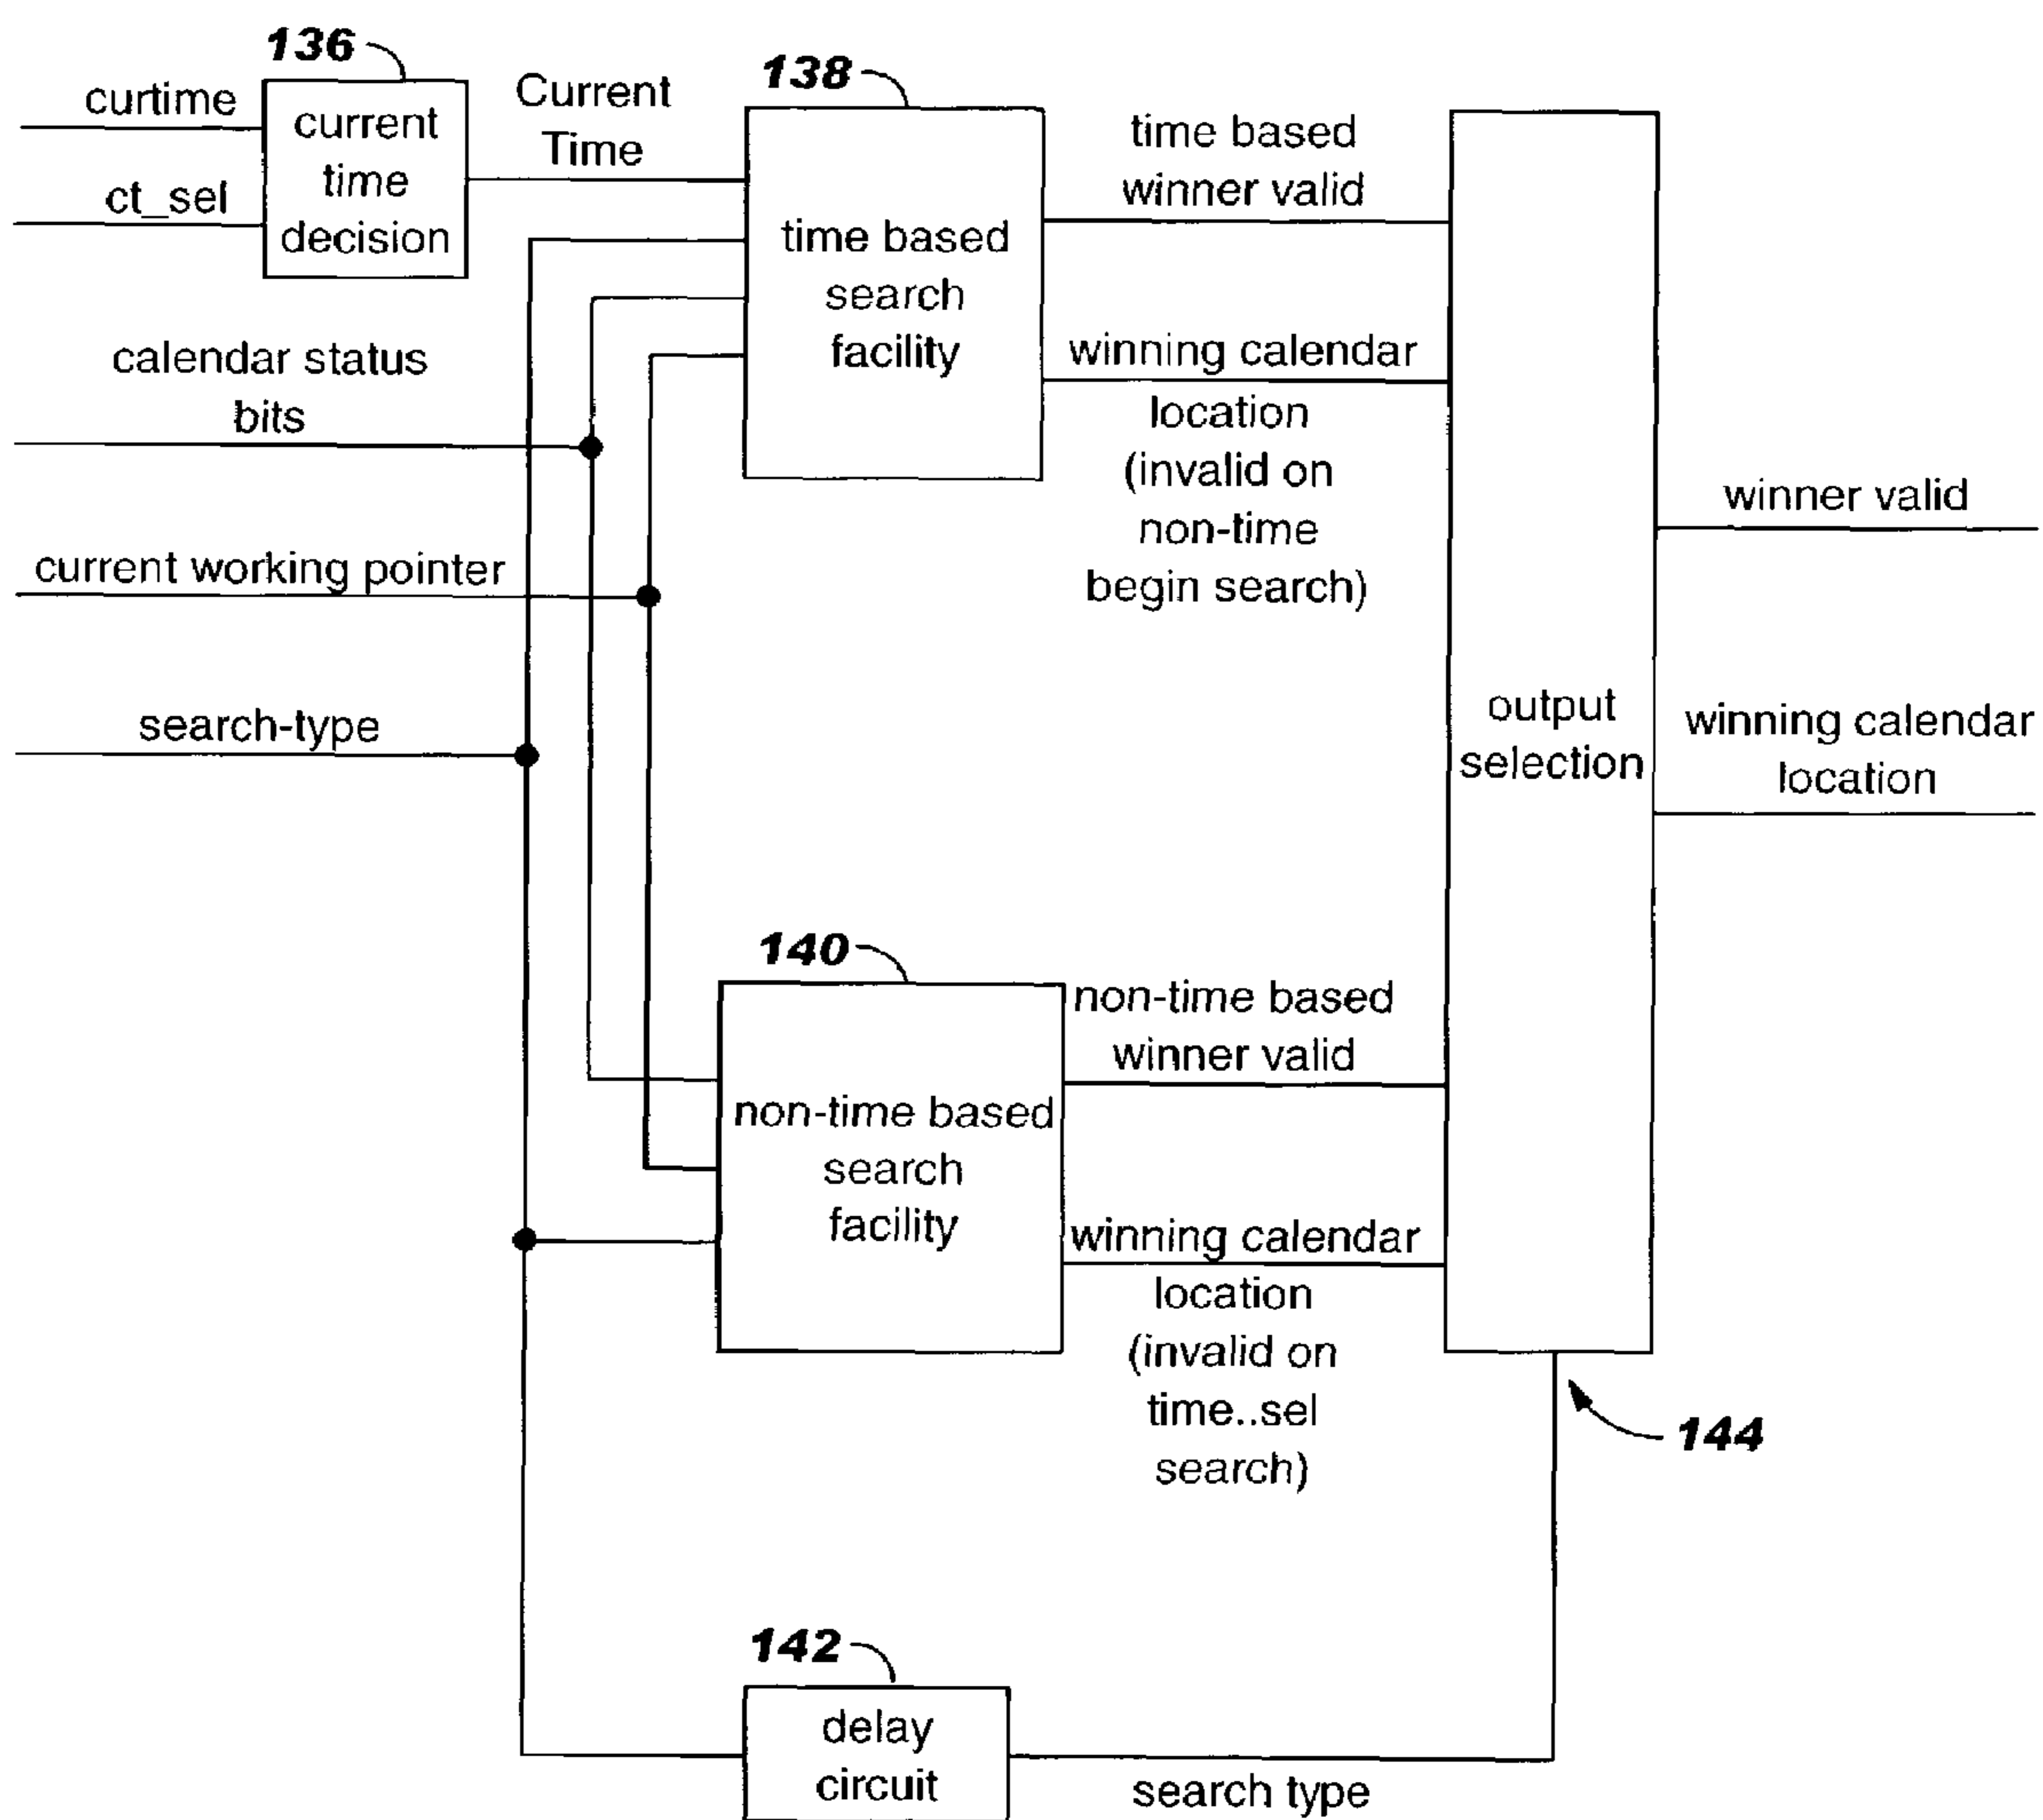 136
curtime
ct_sel
current
time
decision
Current
Time
138
time based
search
facility
time based
winner valid
winning calendar
location
(invalid on
non-time
begin search)
calendar status
bits
current working pointer
search-type
output
selection
winner valid
winning calendar
location
140
non-time based
search
facility
non-time based
winner valid
winning calendar
location
(invalid on
time..sel
search)
144
142
delay
circuit
search type